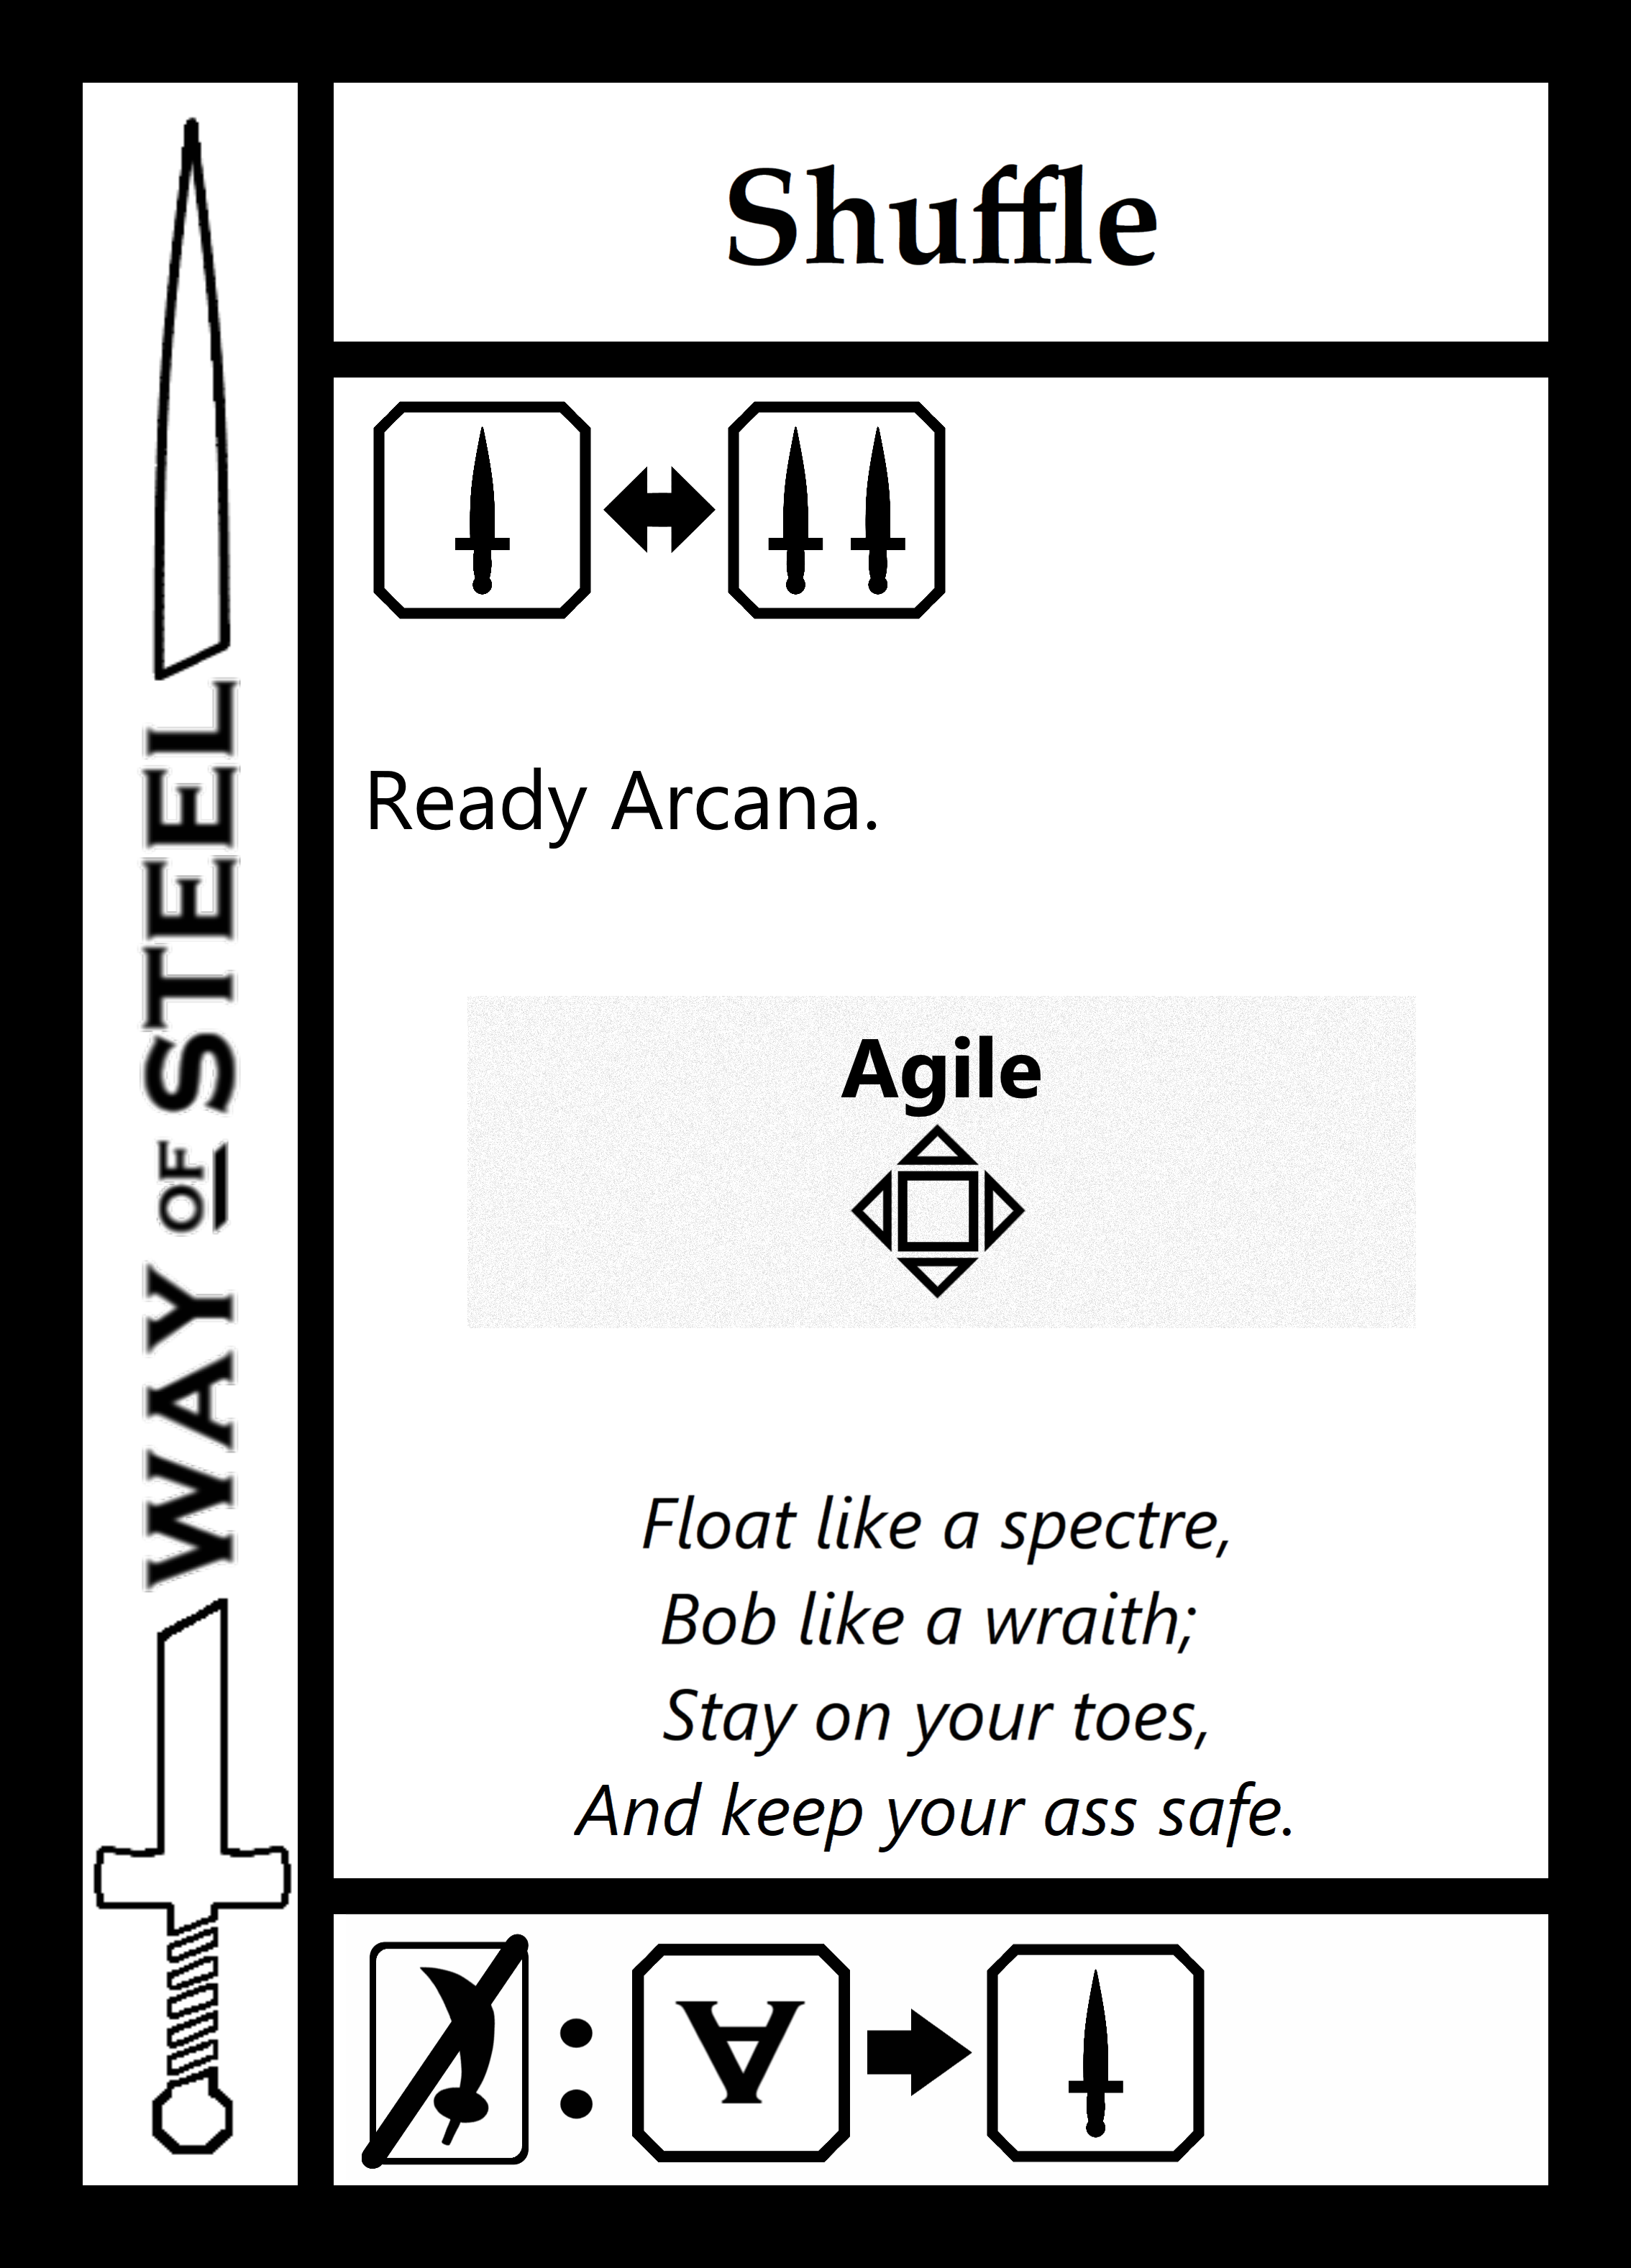 Shuffle
Ready Arcana.
Agile
Float like a spectre,
Bob like a wraith;
Stay on your toes,
And keep your ass safe.
:
∀
WAY OF STEEL